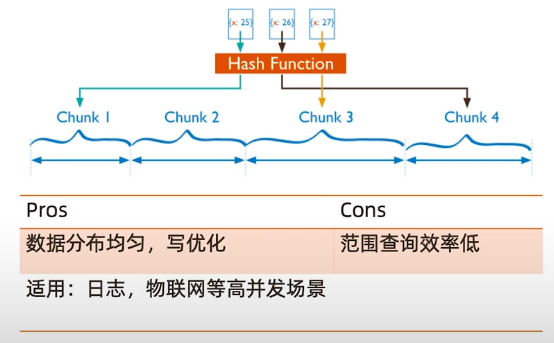 {x: 25} {x: 26} {x: 27}
Hash Function
Chunk 1 Chunk 2 Chunk 3 Chunk 4
Pros Cons
数据分布均匀，写优化 范围查询效率低
适用：日志，物联网等高并发场景